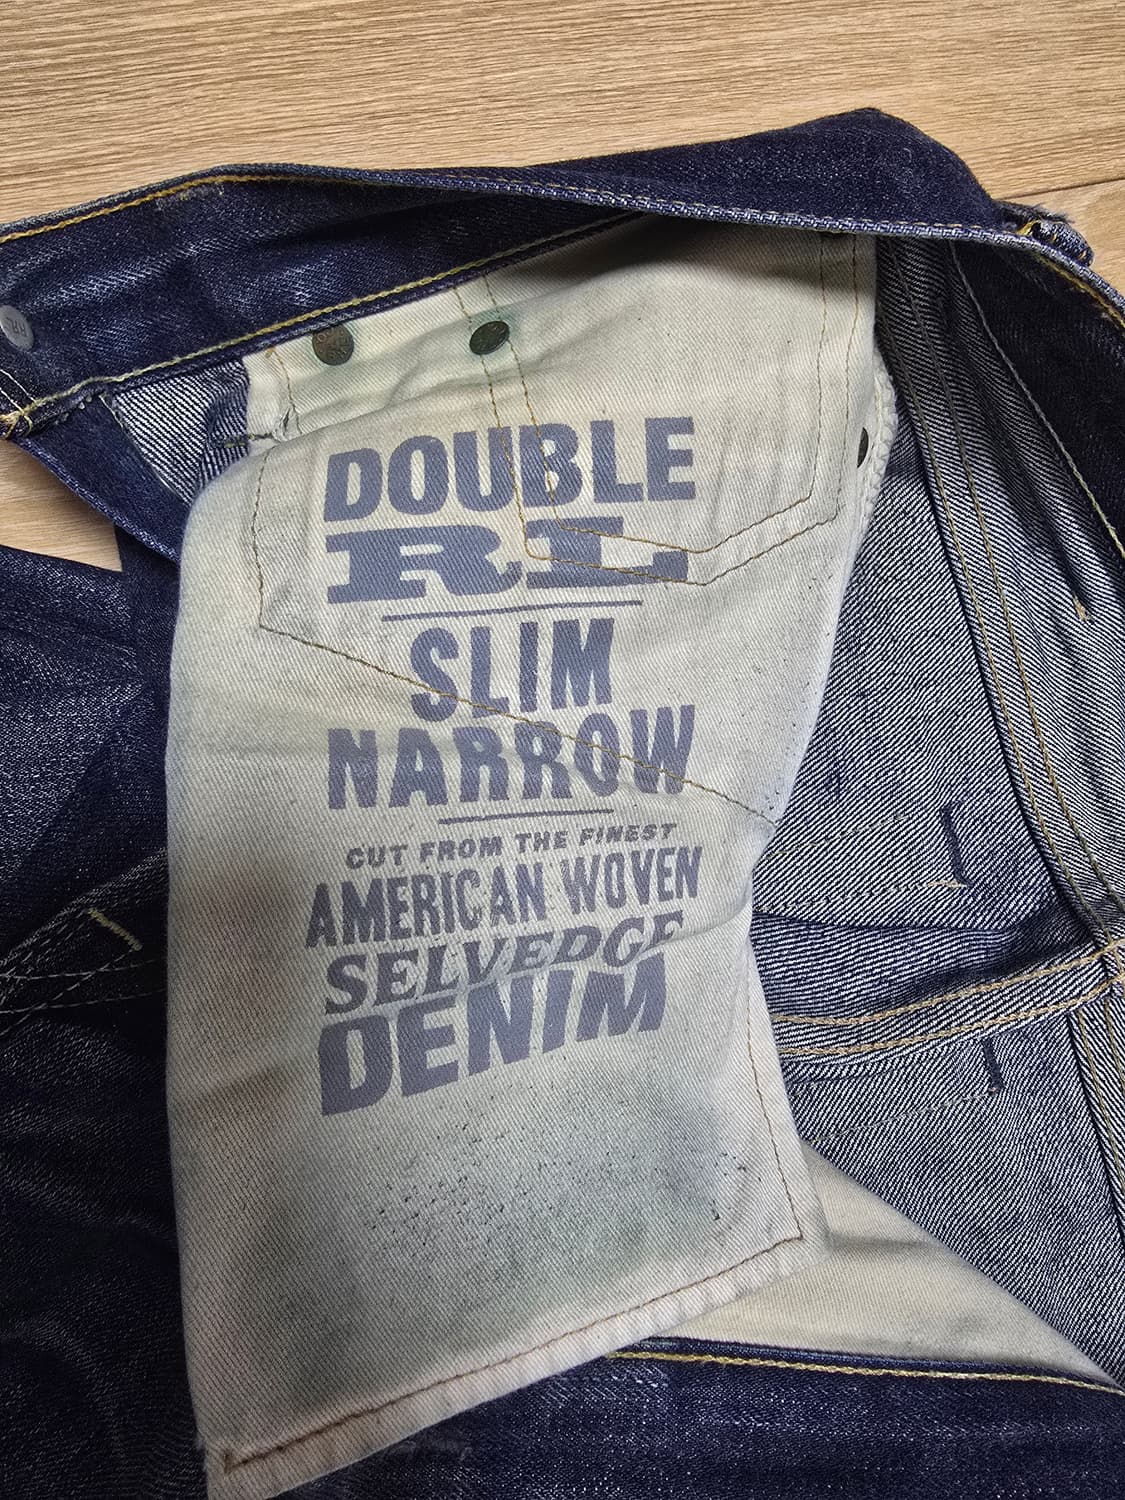 DOUBLE
RL
SLIM
NARROW
CUT FROM THE FINEST
AMERICAN WOVEN
SELVEDGE
DENIM